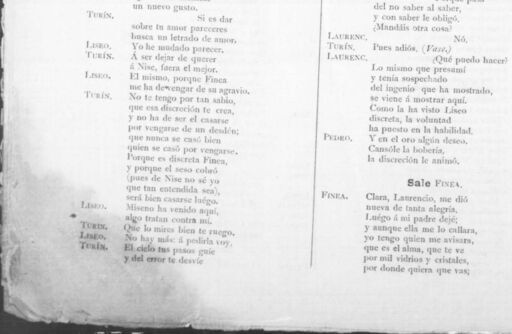 un nuevo gusto.
TURÍN. Si es dar
sobre tu amor pareceres
busca un letrado de amor.
LISEO. Yo he mudado parecer.
TURÍN. Á ser dejar de querer
á Nise, fuera el mejor.
LISEO. El mismo, porque Finea
me ha de vengar de su agravio.
TURÍN. No te tengo por tan sabio,
que esa discreción te crea,
y no ha de ser el casarse
por vengarse de un desdén;
que nunca se casó bien
quien se casó por vengarse.
Porque es discreta Finea,
y porque el seso cobró
(pues de Nise no sé yo
que tan entendida sea),
será bien casarse luego.
LISEO. Miseno ha venido aquí,
algo tratan contra mí.
TURÍN. Que lo mires bien te ruego.
LISEO. No hay más: á pedirla voy.
TURÍN. El cielo tus pasos guíe
y del error te desvíe
del no saber al saber,
y con saber le obligó.
¿Mandáis otra cosa?
LAURENC. Nó.
TURÍN. Pues adiós. (Vase.)
LAURENC. ¿Qué puedo hacer?
Lo mismo que presumí
y tenía sospechado
del ingenio que ha mostrado,
se viene á mostrar aquí.
Como la ha visto Liseo
discreta, la voluntad
ha puesto en la habilidad.
PEDRO. Y en el oro algún deseo.
Cansóle la bobería,
la discreción le animó.
Sale FINEA.
FINEA. Clara, Laurencio, me dió
nueva de tanta alegría.
Luégo á mi padre dejé;
y aunque ella me lo callara,
yo tengo quien me avisara,
que es el alma, que te ve
por mil vidrios y cristales,
por donde quiera que vas;